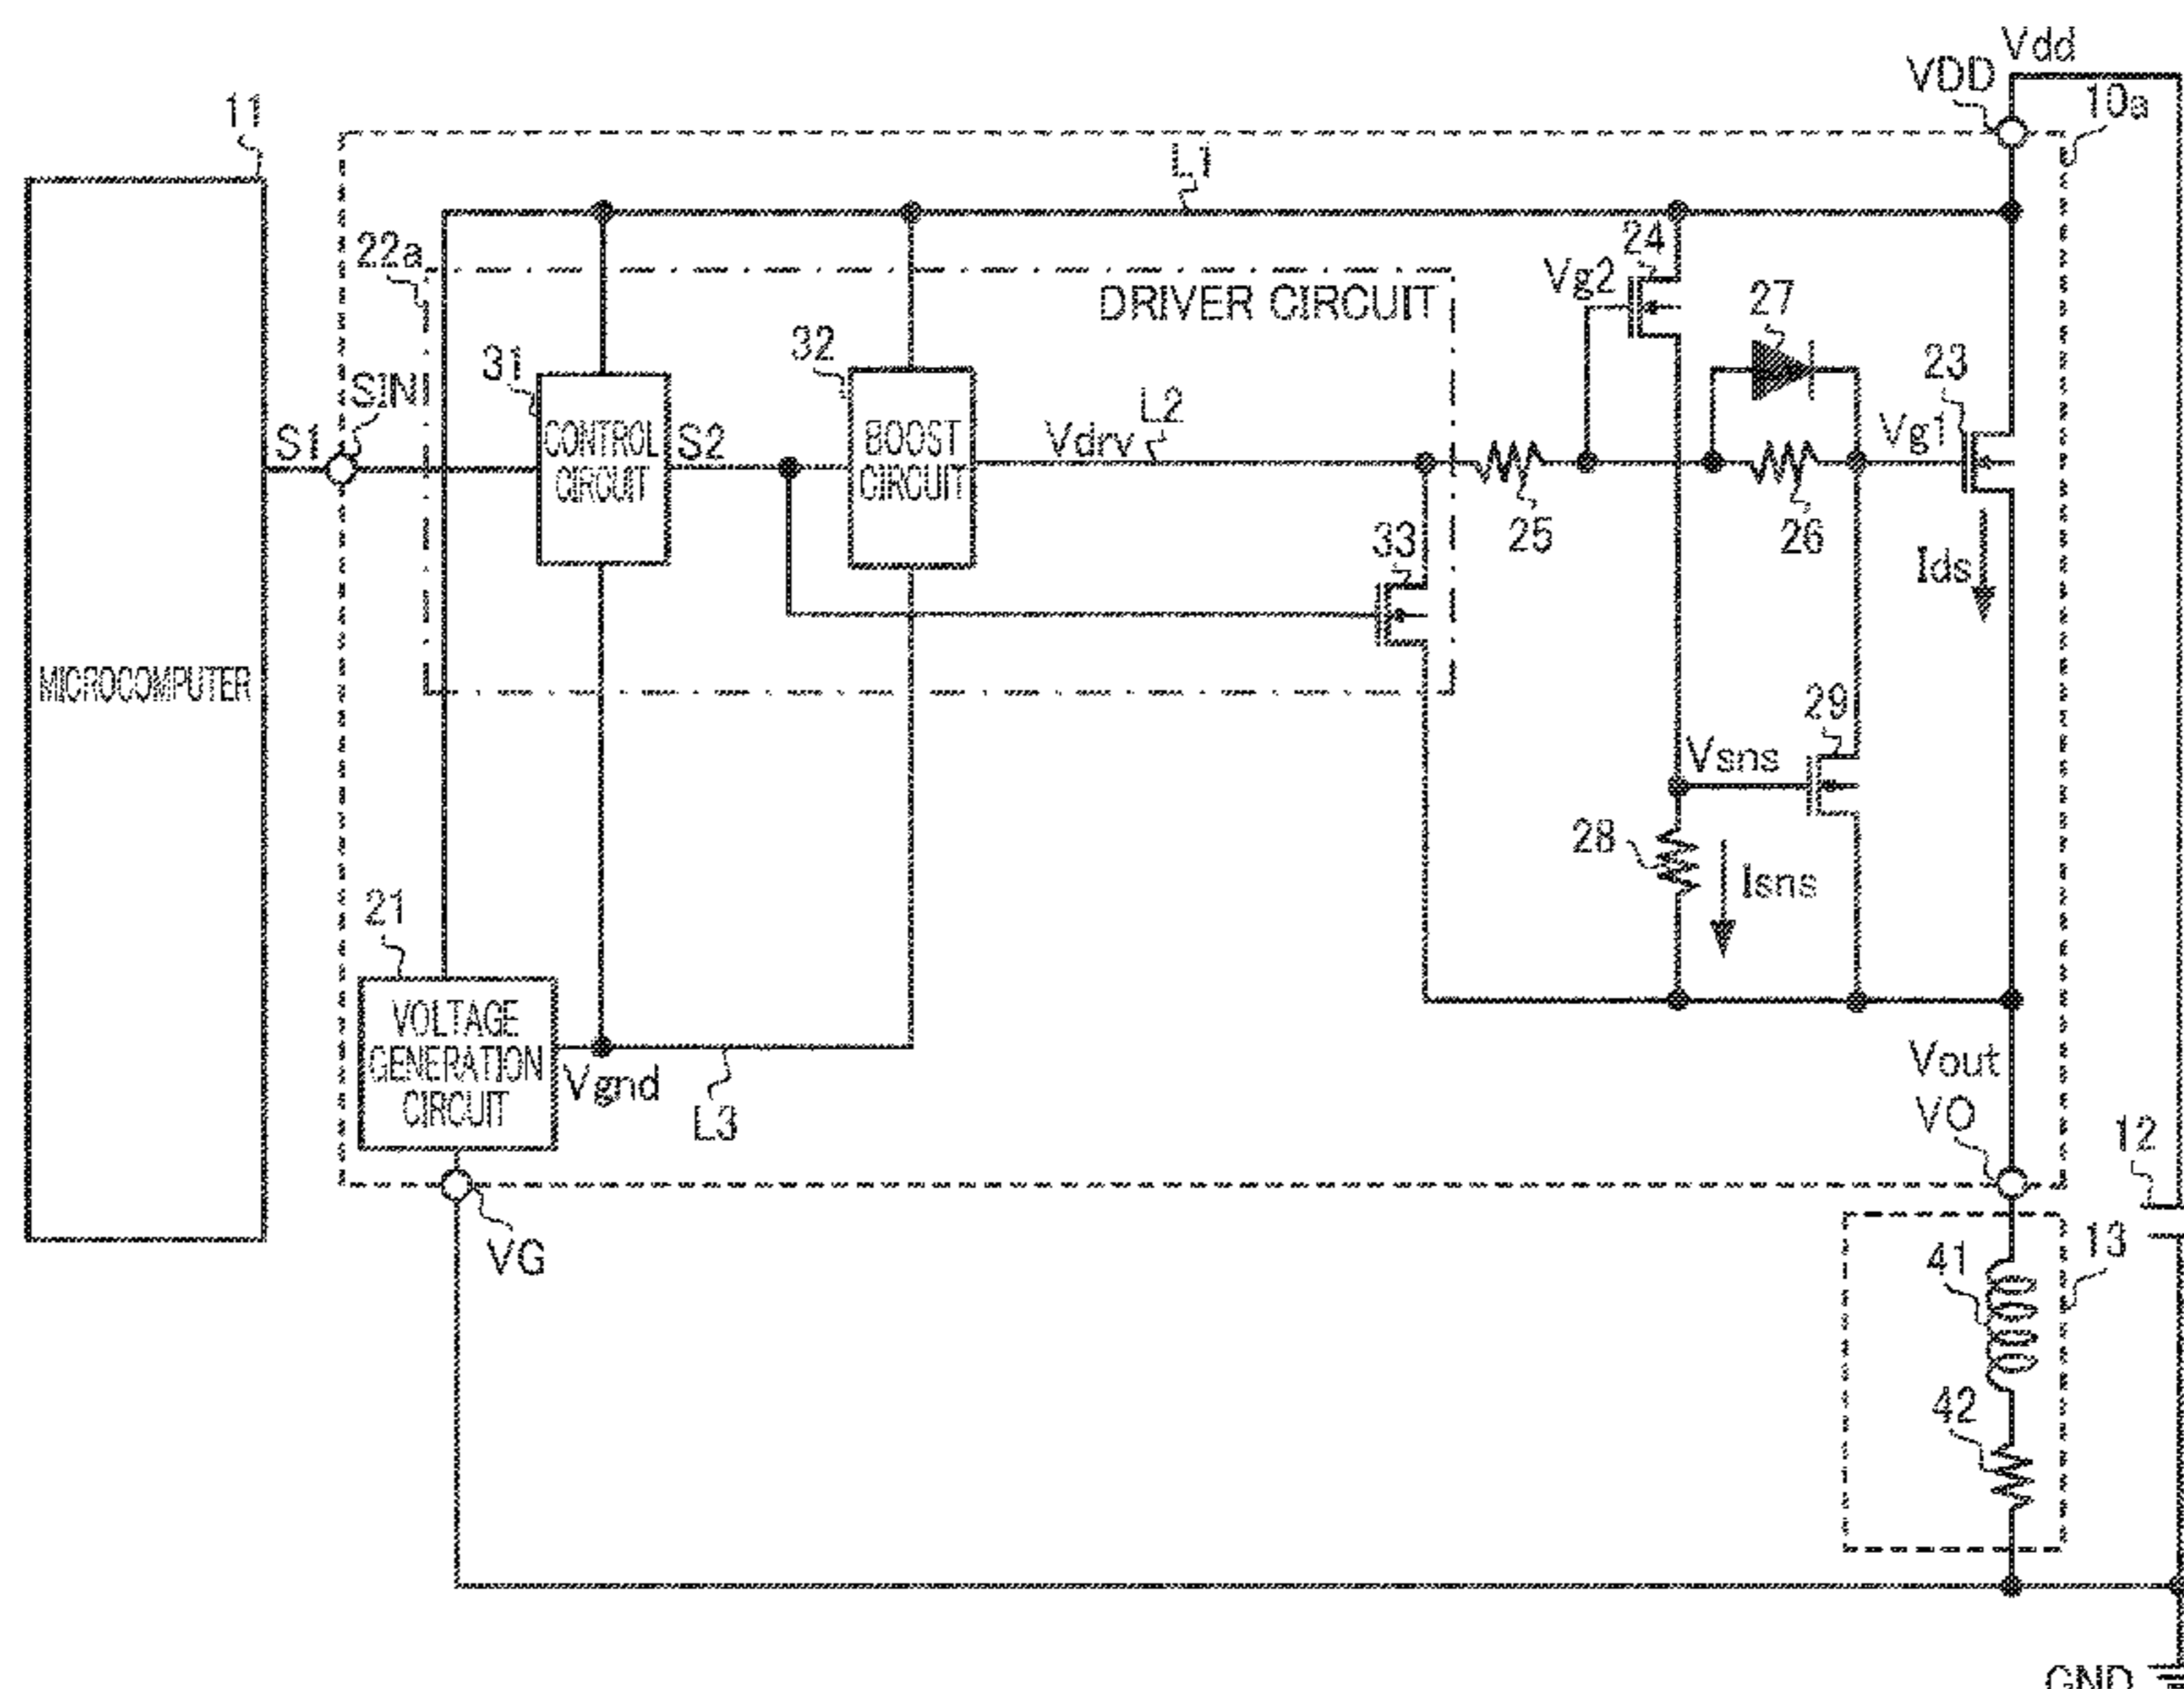 Vdd
VDD
10a
11
L1
22a
24
Vg2
DRIVER CIRCUIT
27
32
31
SIN
23
L2
S1
CONTROL
CIRCUIT
S2
BOOST
CIRCUIT
Vdrv
Vg1
25
26
33
Ids
MICROCOMPUTER
29
Vsns
28
Isns
21
VOLTAGE
GENERATION
CIRCUIT
Vgnd
L3
Vout
VO
12
VG
13
41
42
GND